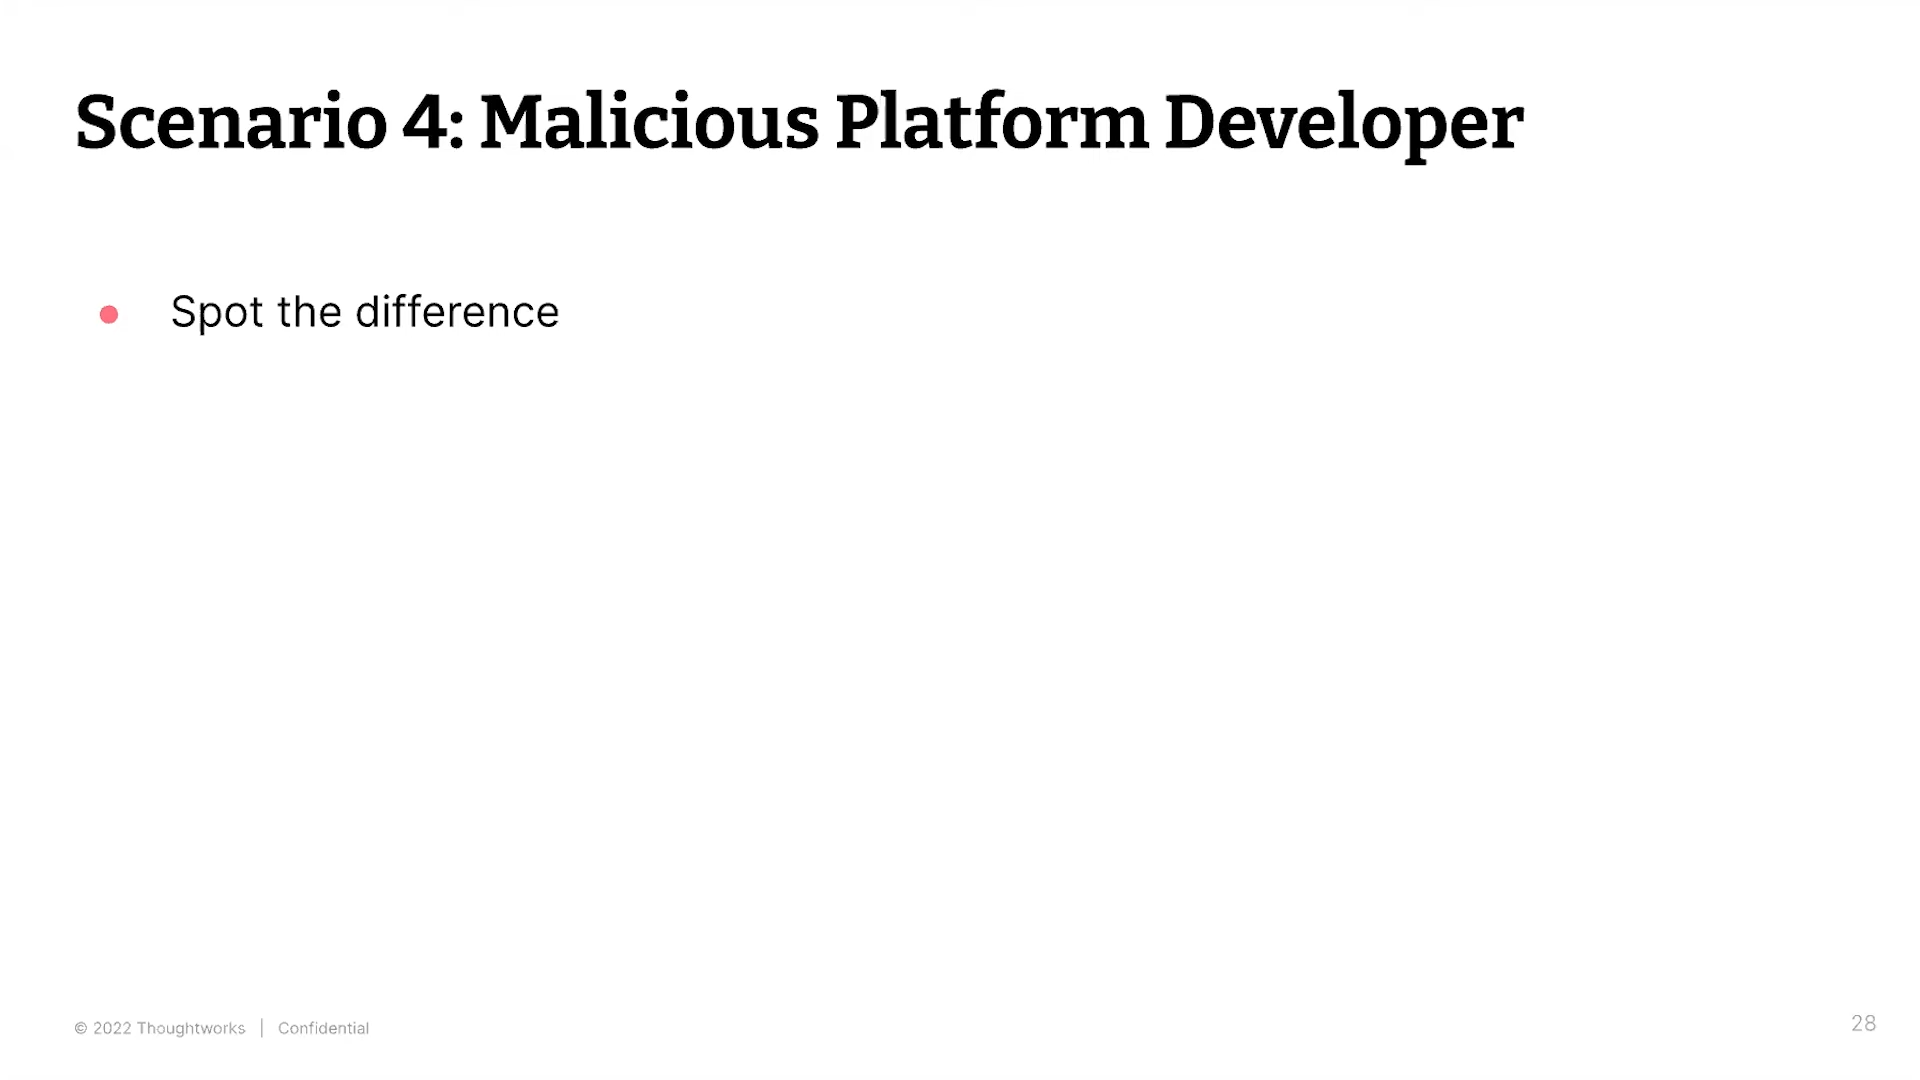 Scenario 4: Malicious Platform Developer
Spot the difference
© 2022 Thoughtworks | Confidential
28